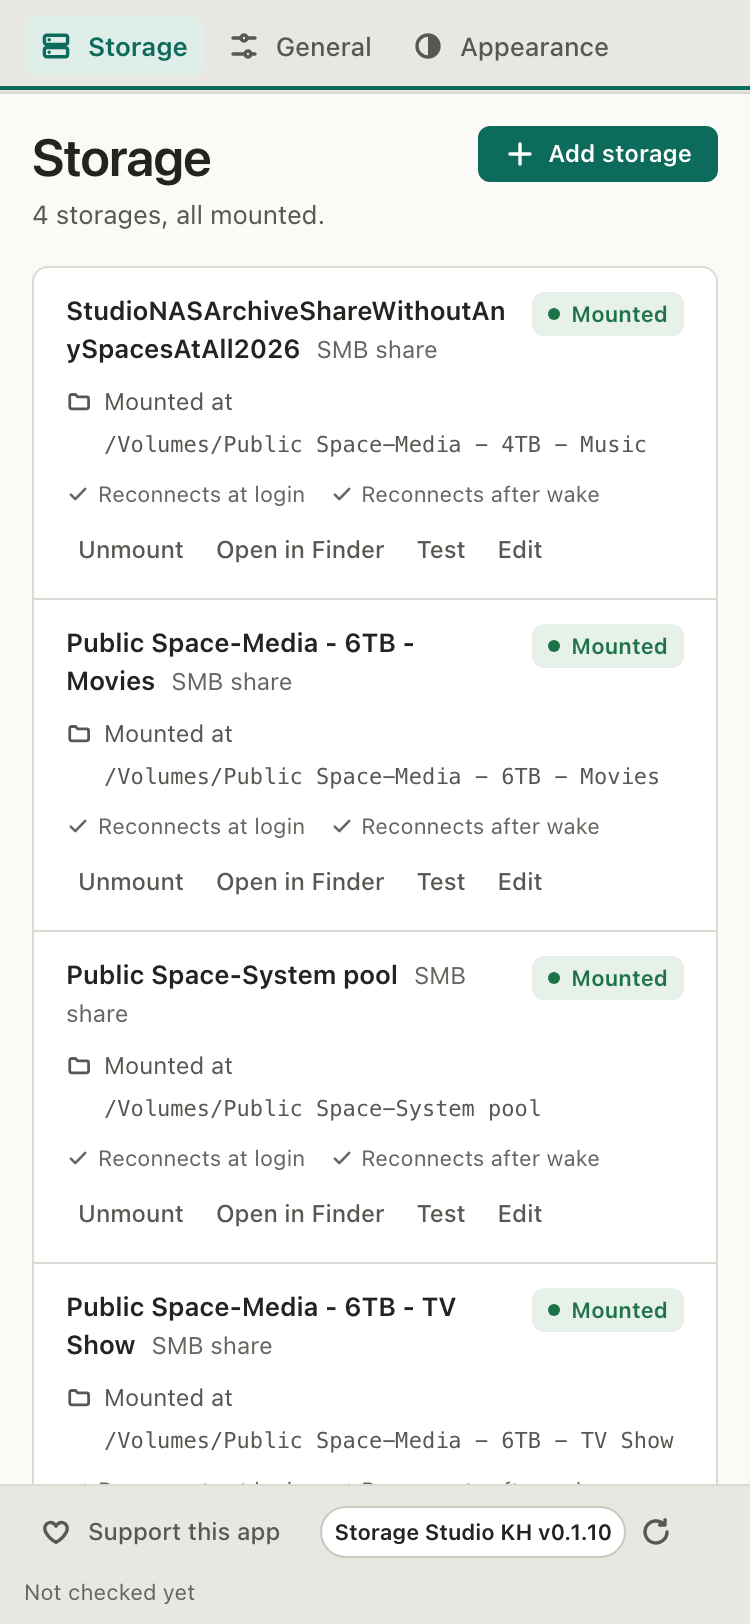 Storage General Appearance
Storage
+ Add storage
4 storages, all mounted.
StudioNASArchiveShareWithoutAn
ySpacesAtAll2026 SMB share
Mounted
Mounted at
/Volumes/Public Space-Media - 4TB - Music
Reconnects at login Reconnects after wake
Unmount Open in Finder Test Edit
Public Space-Media - 6TB -
Movies SMB share
Mounted
Mounted at
/Volumes/Public Space-Media - 6TB - Movies
Reconnects at login Reconnects after wake
Unmount Open in Finder Test Edit
Public Space-System pool SMB
share
Mounted
Mounted at
/Volumes/Public Space-System pool
Reconnects at login Reconnects after wake
Unmount Open in Finder Test Edit
Public Space-Media - 6TB - TV
Show SMB share
Mounted
Mounted at
/Volumes/Public Space-Media - 6TB - TV Show
Support this app Storage Studio KH v0.1.10
Not checked yet